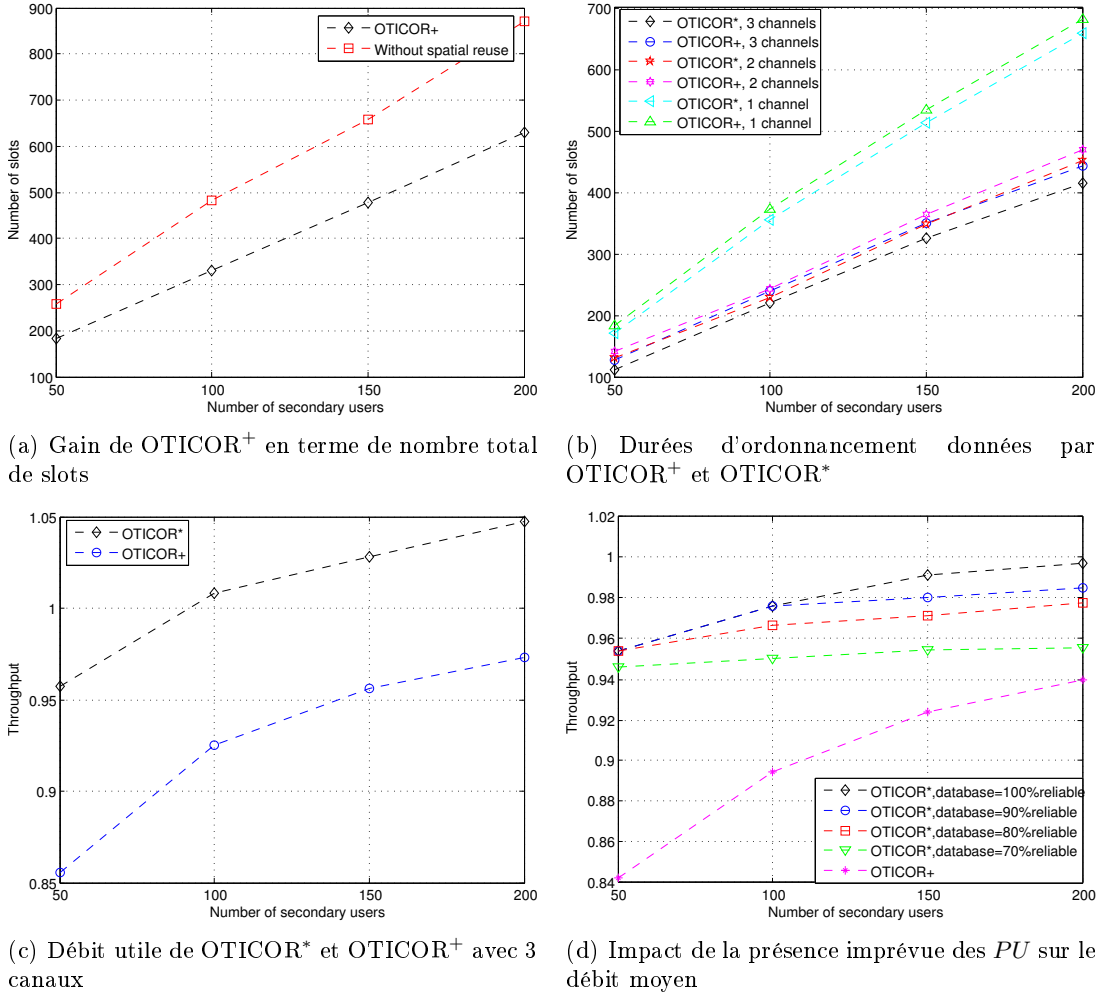 900
800
700
600
500
400
300
200
100
50
100
150
200
Number of slots
Number of secondary users
OTICOR+
Without spatial reuse
(a) Gain de OTICOR+ en terme de nombre total
de slots
700
600
500
400
300
200
100
50
100
150
200
Number of slots
Number of secondary users
OTICOR*, 3 channels
OTICOR+, 3 channels
OTICOR*, 2 channels
OTICOR+, 2 channels
OTICOR*, 1 channel
OTICOR+, 1 channel
(b) Durées d'ordonnancement données par
OTICOR+ et OTICOR*
1.05
1
0.95
0.9
0.85
50
100
150
200
Throughput
Number of secondary users
OTICOR*
OTICOR+
(c) Débit utile de OTICOR* et OTICOR+ avec 3
canaux
1.02
1
0.98
0.96
0.94
0.92
0.9
0.88
0.86
0.84
50
100
150
200
Throughput
Number of secondary users
OTICOR*,database=100%reliable
OTICOR*,database=90%reliable
OTICOR*,database=80%reliable
OTICOR*,database=70%reliable
OTICOR+
(d) Impact de la présence imprévue des PU sur le
débit moyen